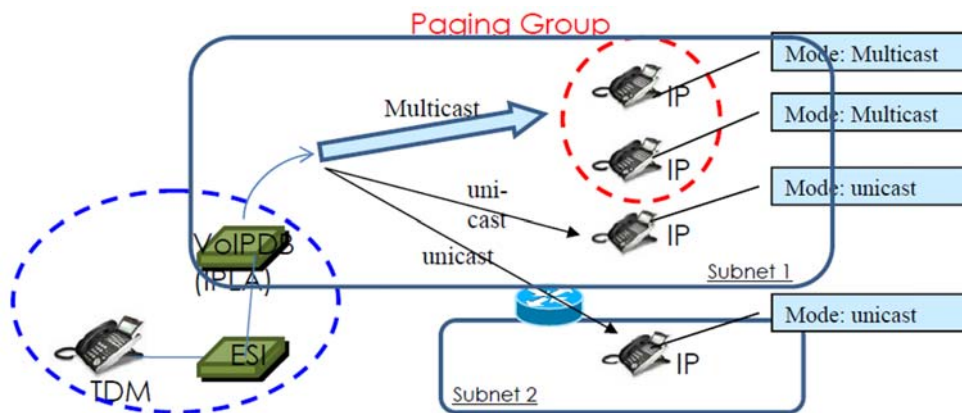 Paging Group
Mode: Multicast
Multicast
IP
Mode: Multicast
IP
uni-
cast
Mode: unicast
IP
VoIPDB
(IPLA)
unicast
Subnet 1
Mode: unicast
IP
ESI
TDM
Subnet 2